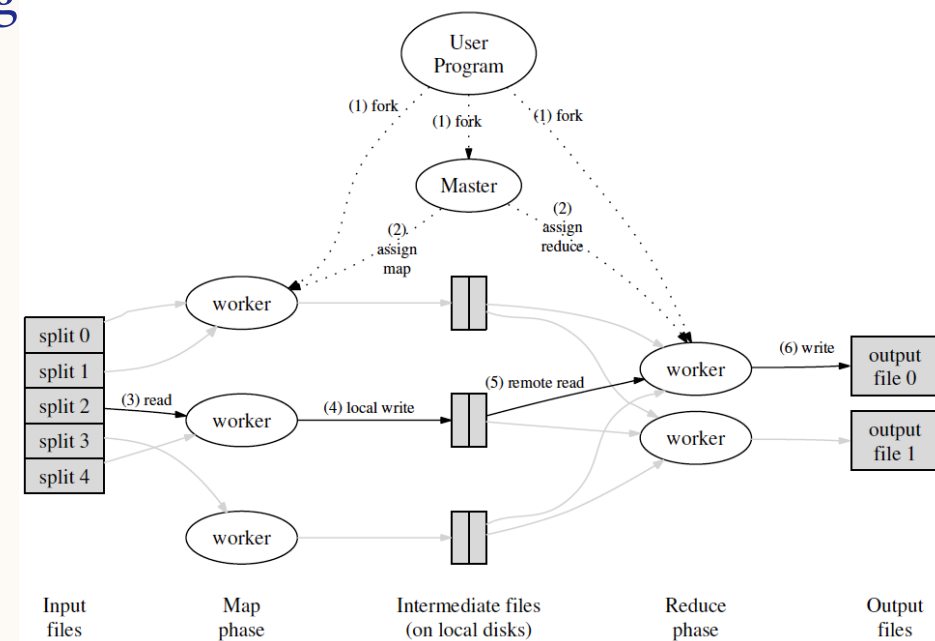 g
User
Program
(1) fork
(1) fork
(1) fork
Master
(2)
assign
map
(2)
assign
reduce
worker
split 0
split 1
split 2
split 3
split 4
(3) read
worker
(4) local write
(5) remote read
worker
(6) write
output
file 0
worker
output
file 1
worker
Input
files
Map
phase
Intermediate files
(on local disks)
Reduce
phase
Output
files